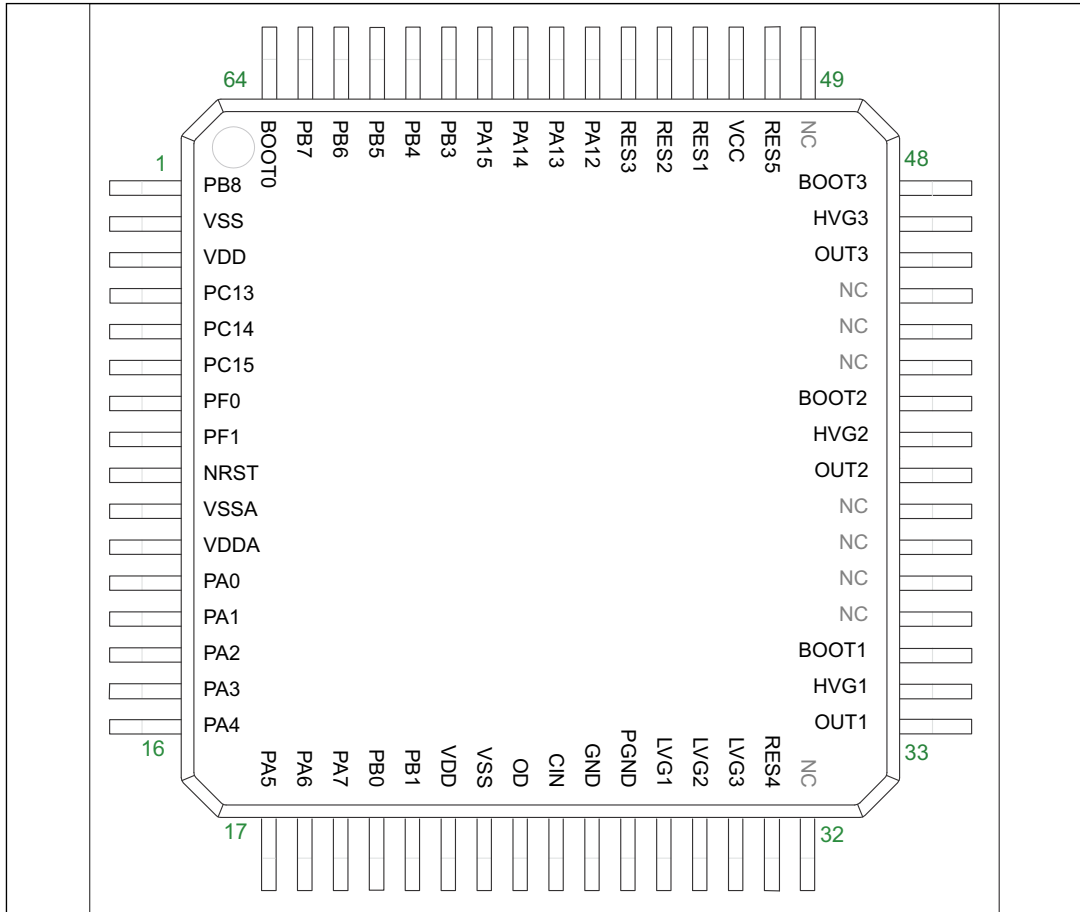 64
49
BOOT0
PB7
PB6
PB5
PB4
PB3
PA15
PA14
PA13
PA12
RES3
RES2
RES1
VCC
RES5
NC
1
48
PB8
VSS
VDD
PC13
PC14
PC15
PF0
PF1
NRST
VSSA
VDDA
PA0
PA1
PA2
PA3
PA4
BOOT3
HVG3
OUT3
NC
NC
NC
BOOT2
HVG2
OUT2
NC
NC
NC
NC
BOOT1
HVG1
OUT1
16
33
PA5
PA6
PA7
PB0
PB1
VDD
VSS
OD
CIN
GND
PGND
LVG1
LVG2
LVG3
RES4
NC
17
32